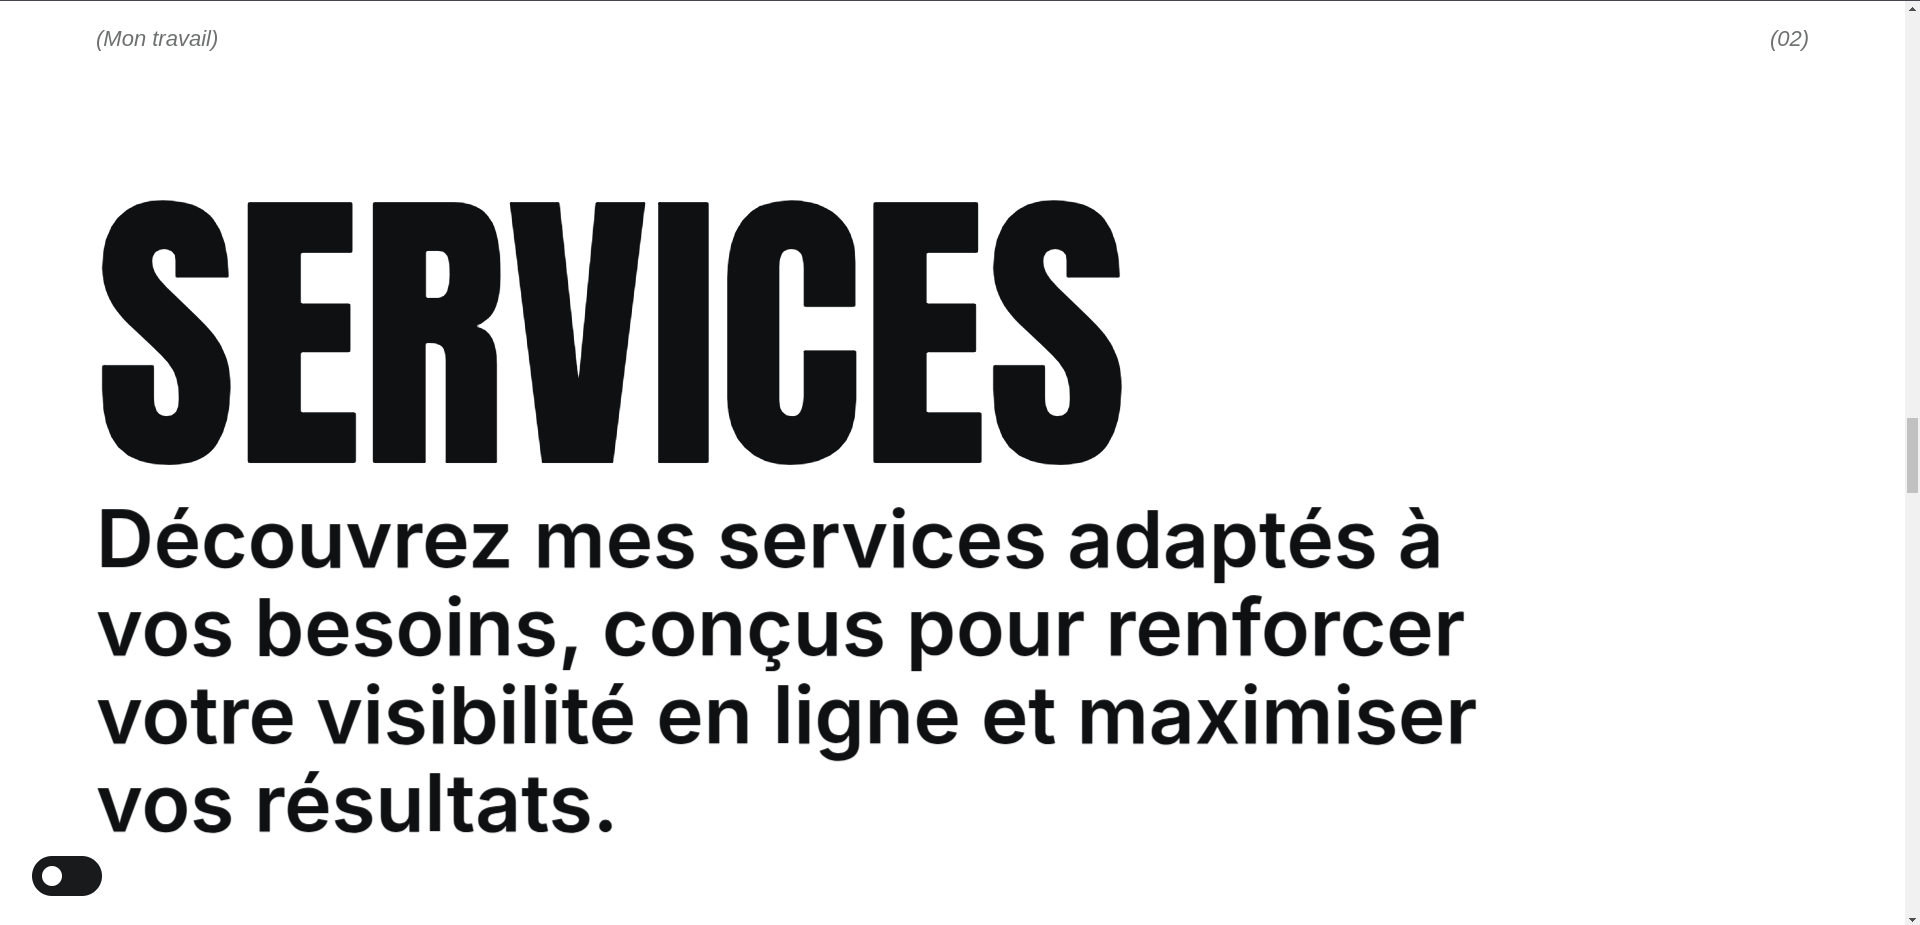 (Mon travail) (02)
SERVICES
Découvrez mes services adaptés à
vos besoins, conçus pour renforcer
votre visibilité en ligne et maximiser
vos résultats.